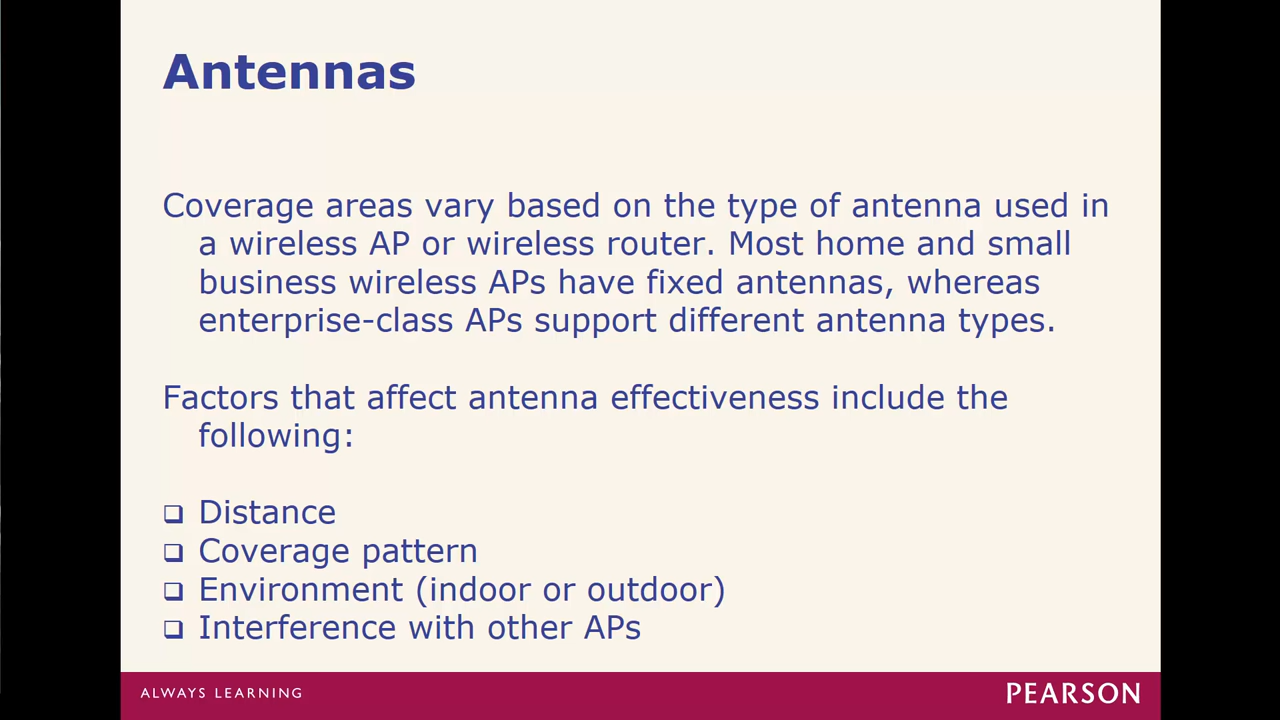 Antennas
Coverage areas vary based on the type of antenna used in
a wireless AP or wireless router. Most home and small
business wireless APs have fixed antennas, whereas
enterprise-class APs support different antenna types.
Factors that affect antenna effectiveness include the
following:
❑ Distance
❑ Coverage pattern
❑ Environment (indoor or outdoor)
❑ Interference with other APs
ALWAYS LEARNING
PEARSON